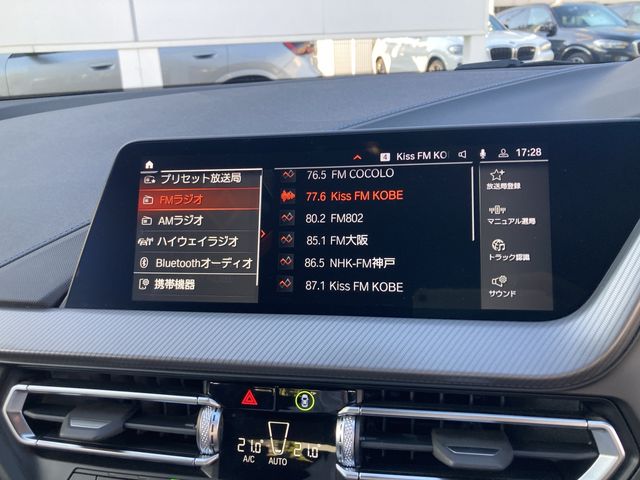 4 Kiss FM KO
17:28
プリセット放送局
FMラジオ
AMラジオ
ハイウェイラジオ
Bluetoothオーディオ
携帯機器
76.5 FM COCOLO
77.6 Kiss FM KOBE
80.2 FM802
85.1 FM大阪
86.5 NHK-FM神戸
87.1 Kiss FM KOBE
放送局登録
マニュアル選局
トラック認識
サウンド
21.0
A/C
AUTO
21.0